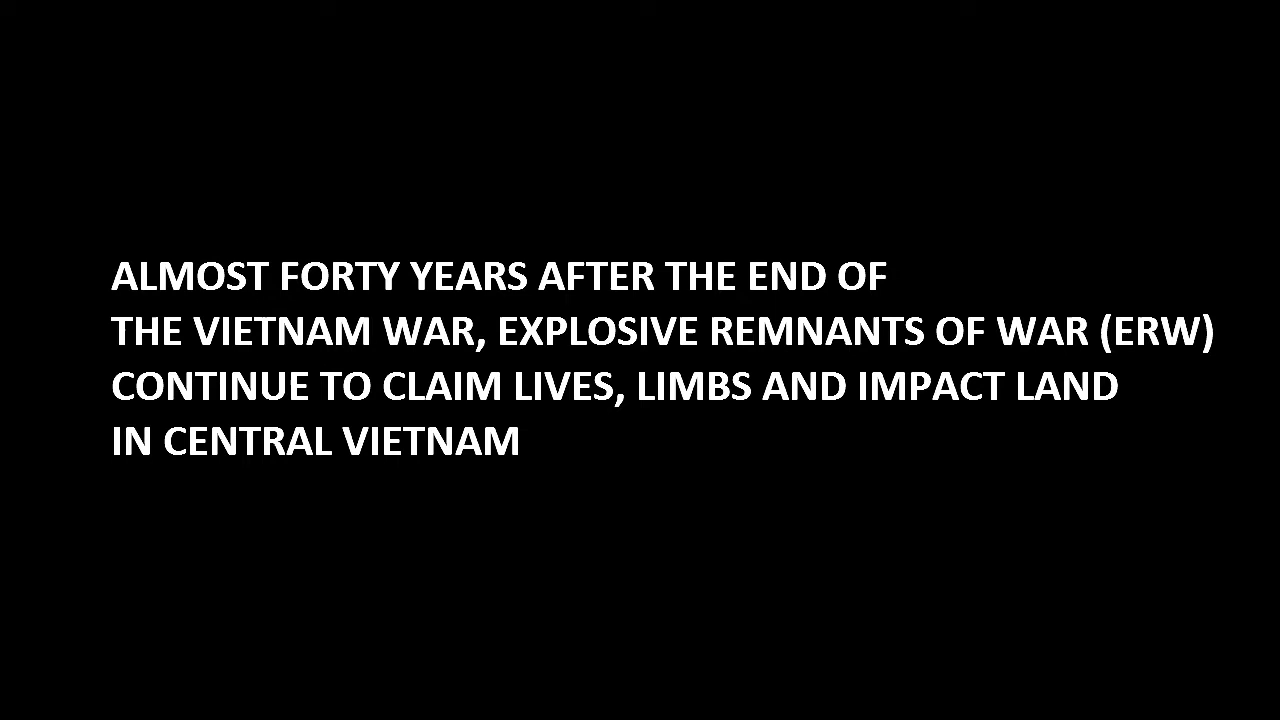 ALMOST FORTY YEARS AFTER THE END OF
THE VIETNAM WAR, EXPLOSIVE REMNANTS OF WAR (ERW)
CONTINUE TO CLAIM LIVES, LIMBS AND IMPACT LAND
IN CENTRAL VIETNAM